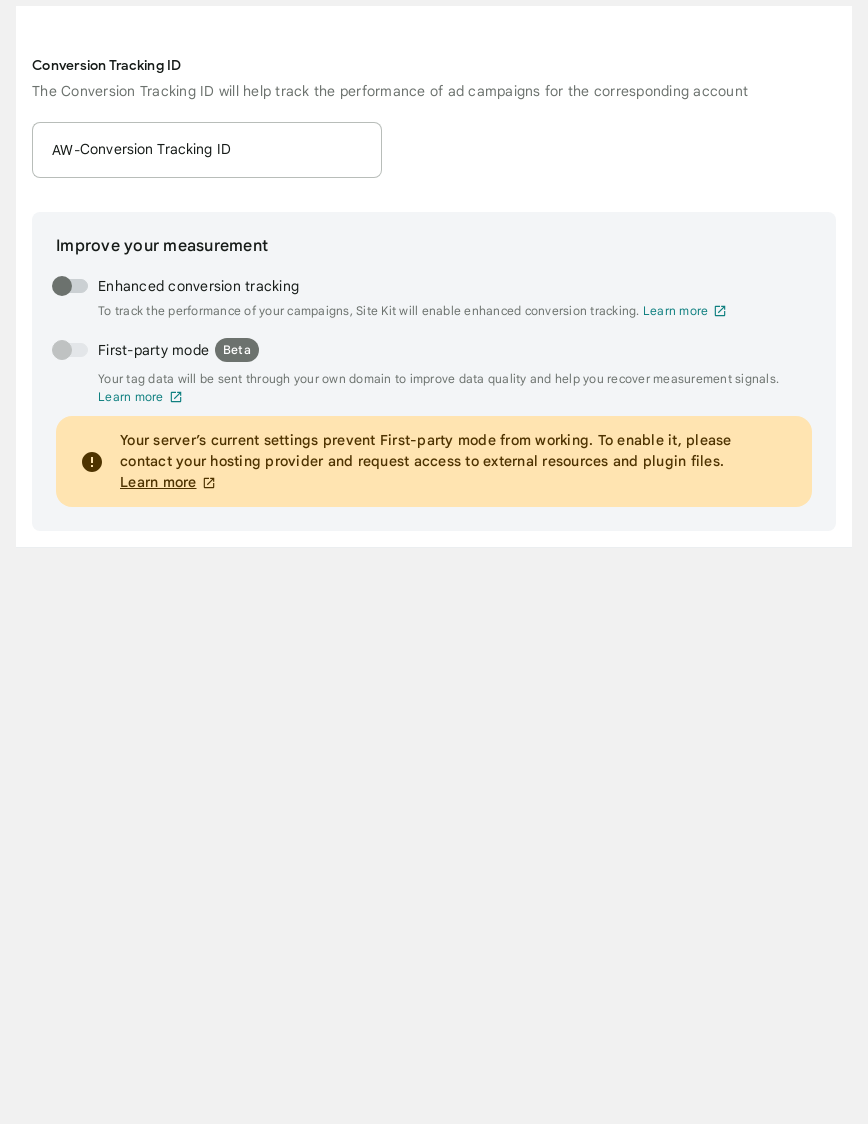 Conversion Tracking ID
The Conversion Tracking ID will help track the performance of ad campaigns for the corresponding account
AW-Conversion Tracking ID
Improve your measurement
Enhanced conversion tracking
To track the performance of your campaigns, Site Kit will enable enhanced conversion tracking. Learn more
First-party mode Beta
Your tag data will be sent through your own domain to improve data quality and help you recover measurement signals.
Learn more
Your server’s current settings prevent First-party mode from working. To enable it, please
contact your hosting provider and request access to external resources and plugin files.
Learn more